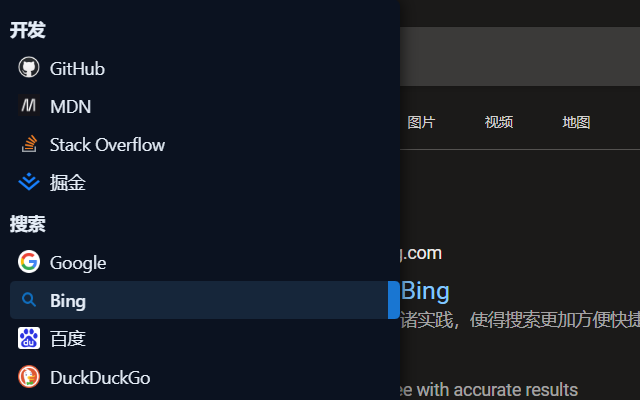 开发
GitHub
MDN
Stack Overflow
掘金
搜索
Google
Bing
百度
DuckDuckGo
图片 视频 地图
g.com
Bing
诸实践，使得搜索更加方便快捷
ee with accurate results